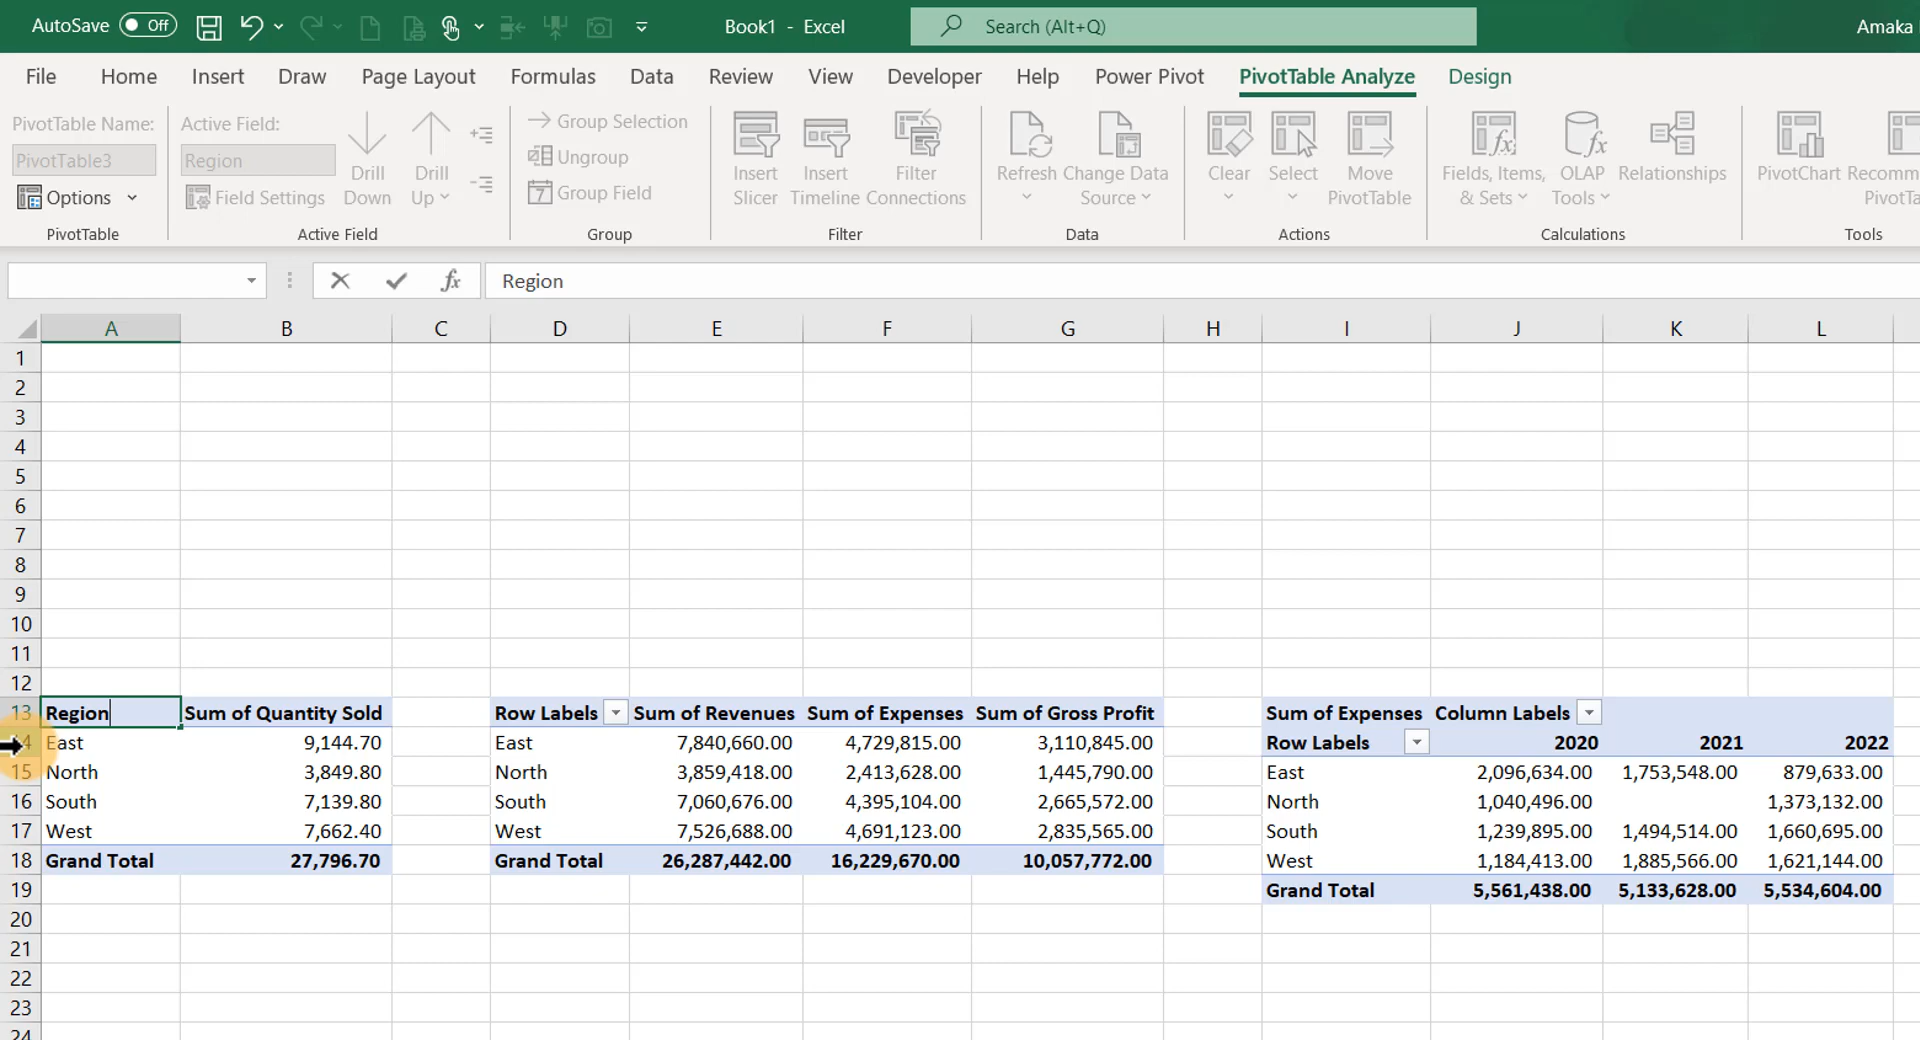 AutoSave Off Book1 - Excel Search (Alt+Q) Amaka
File Home Insert Draw Page Layout Formulas Data Review View Developer Help Power Pivot PivotTable Analyze Design
PivotTable Name: Active Field:
PivotTable3 Region
Options Field Settings
Drill Down
Drill Up
Group Selection
Ungroup
7 Group Field
Insert Slicer
Insert Timeline
Filter Connections
Refresh
Change Data Source
Clear
Select
Move PivotTable
Fields, Items, & Sets
OLAP Tools
Relationships
PivotChart
Recomm
PivotTa
PivotTable Active Field Group Filter Data Actions Calculations Tools
fx Region
A B C D E F G H I J K L
1
2
3
4
5
6
7
8
9
10
11
12
13 Region Sum of Quantity Sold Row Labels Sum of Revenues Sum of Expenses Sum of Gross Profit Sum of Expenses Column Labels
14 East 9,144.70 East 7,840,660.00 4,729,815.00 3,110,845.00 Row Labels 2020 2021 2022
15 North 3,849.80 North 3,859,418.00 2,413,628.00 1,445,790.00 East 2,096,634.00 1,753,548.00 879,633.00
16 South 7,139.80 South 7,060,676.00 4,395,104.00 2,665,572.00 North 1,040,496.00 1,373,132.00
17 West 7,662.40 West 7,526,688.00 4,691,123.00 2,835,565.00 South 1,239,895.00 1,494,514.00 1,660,695.00
18 Grand Total 27,796.70 Grand Total 26,287,442.00 16,229,670.00 10,057,772.00 West 1,184,413.00 1,885,566.00 1,621,144.00
19 Grand Total 5,561,438.00 5,133,628.00 5,534,604.00
20
21
22
23
24